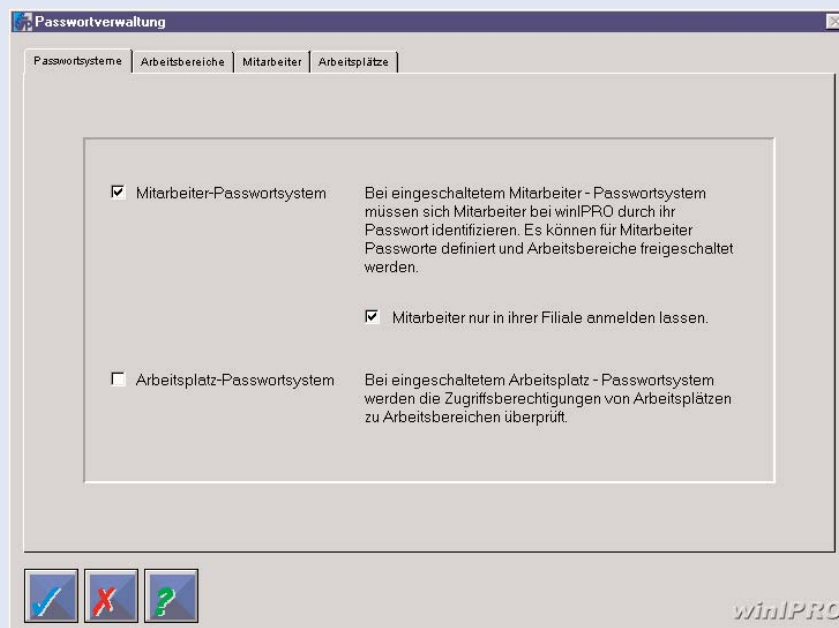 Passwortverwaltung
Passwortsysteme Arbeitsbereiche Mitarbeiter Arbeitsplätze
Mitarbeiter-Passwortsystem
Bei eingeschaltetem Mitarbeiter - Passwortsystem
müssen sich Mitarbeiter bei winIPRO durch ihr
Passwort identifizieren. Es können für Mitarbeiter
Passworte definiert und Arbeitsbereiche freigeschaltet
werden.
Mitarbeiter nur in ihrer Filiale anmelden lassen.
Arbeitsplatz-Passwortsystem
Bei eingeschaltetem Arbeitsplatz - Passwortsystem
werden die Zugriffsberechtigungen von Arbeitsplätzen
zu Arbeitsbereichen überprüft.
?
winIPRO